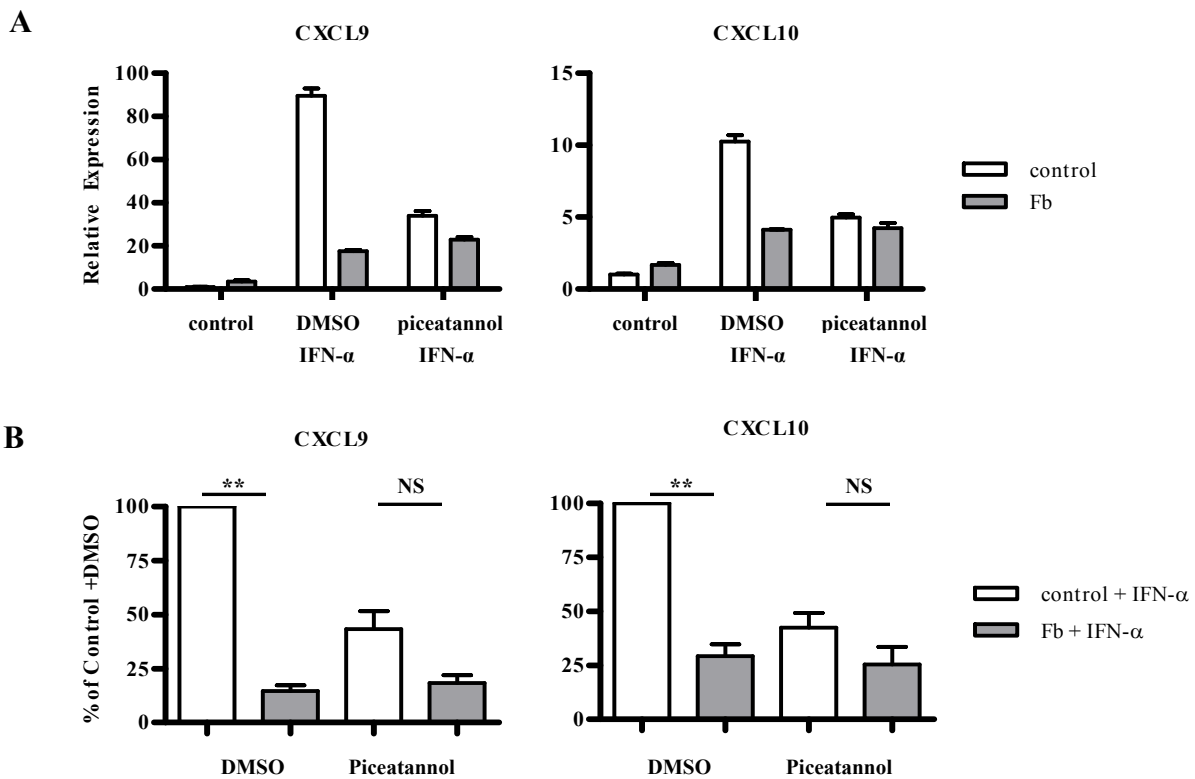 A
CXCL9
CXCL10
Relative Expression
100
80
60
40
20
0
control
DMSO
IFN-α
piceatannol
IFN-α
15
10
5
0
control
DMSO
IFN-α
piceatannol
IFN-α
control
Fb
B
CXCL9
CXCL10
% of Control +DMSO
100
75
50
25
0
**
NS
DMSO
Piceatannol
100
75
50
25
0
**
NS
DMSO
Piceatannol
control + IFN-α
Fb + IFN-α